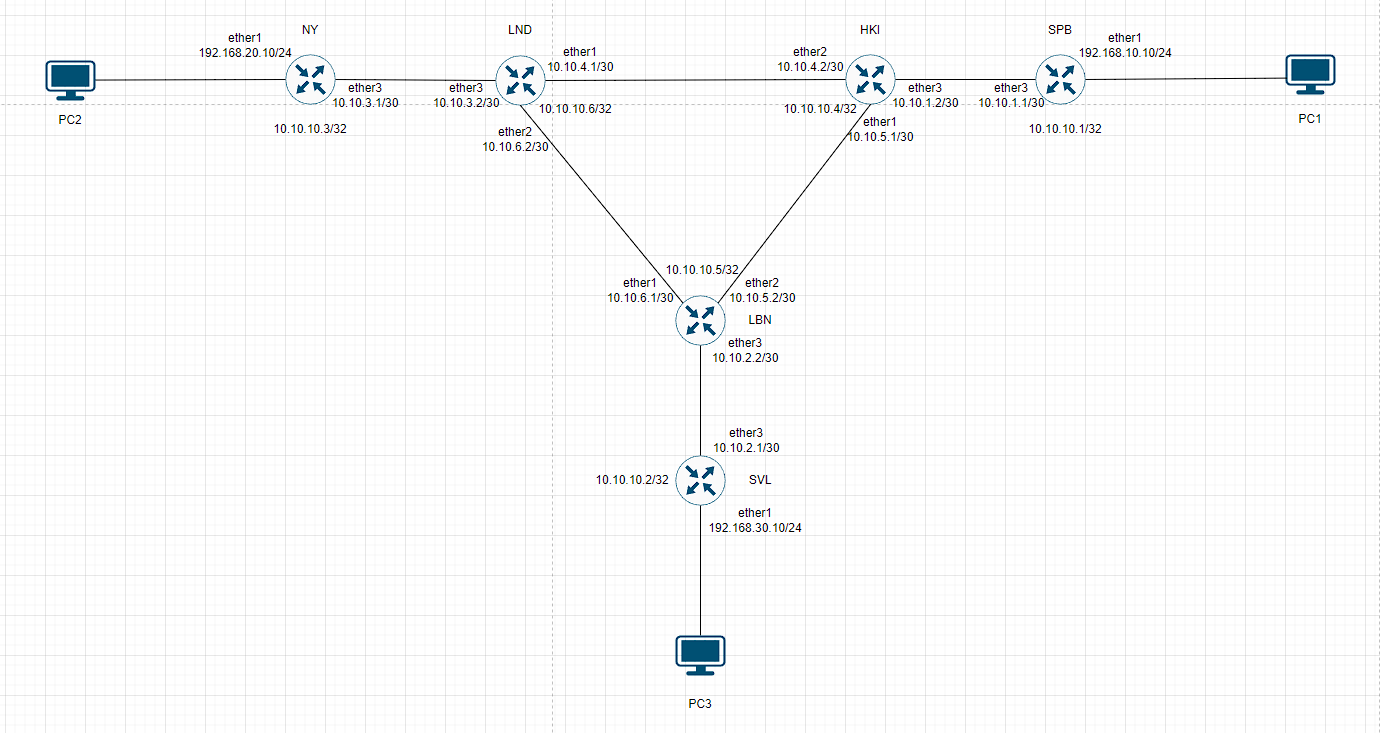 NY
LND
HKI
SPB
ether1
192.168.20.10/24
ether1
10.10.4.1/30
ether2
10.10.4.2/30
ether1
192.168.10.10/24
ether3
10.10.3.1/30
ether3
10.10.3.2/30
10.10.10.6/32
10.10.10.4/32
ether3
10.10.1.2/30
ether3
10.10.1.1/30
PC2
PC1
10.10.10.3/32
ether2
10.10.6.2/30
ether1
10.10.5.1/30
10.10.10.1/32
10.10.10.5/32
ether1
10.10.6.1/30
ether2
10.10.5.2/30
LBN
ether3
10.10.2.2/30
ether3
10.10.2.1/30
10.10.10.2/32
SVL
ether1
192.168.30.10/24
PC3